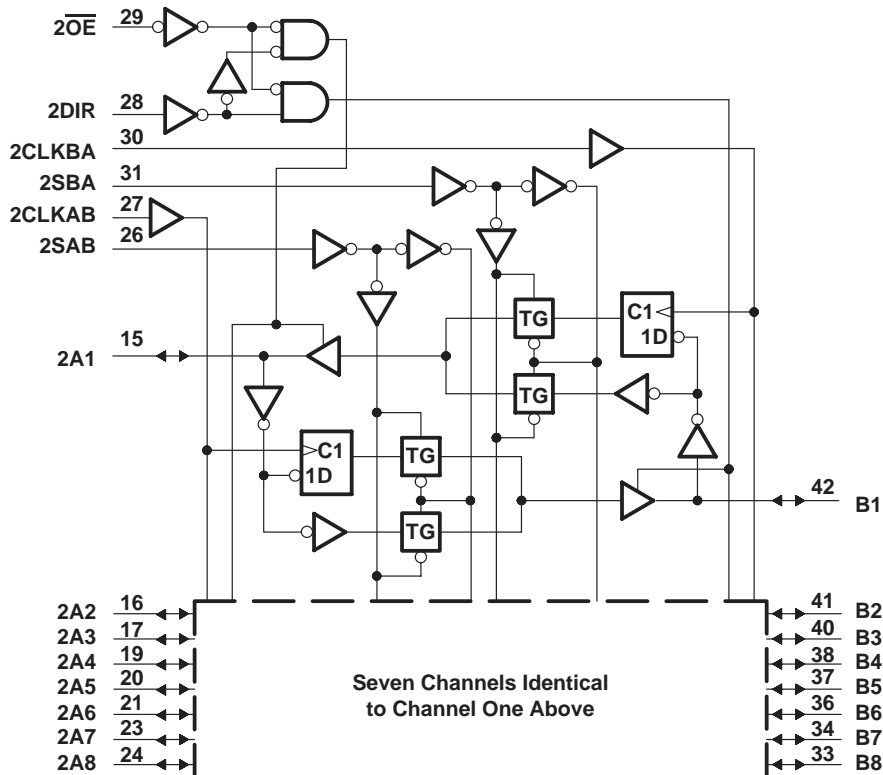 2OE 29
2DIR 28
2CLKBA 30
2SBA 31
2CLKAB 27
2SAB 26
TG C1
1D
2A1 15
TG
C1 TG
1D
42 B1
TG
2A2 16 41 B2
2A3 17 40 B3
2A4 19 38 B4
2A5 20 Seven Channels Identical 37 B5
2A6 21 to Channel One Above 36 B6
2A7 23 34 B7
2A8 24 33 B8